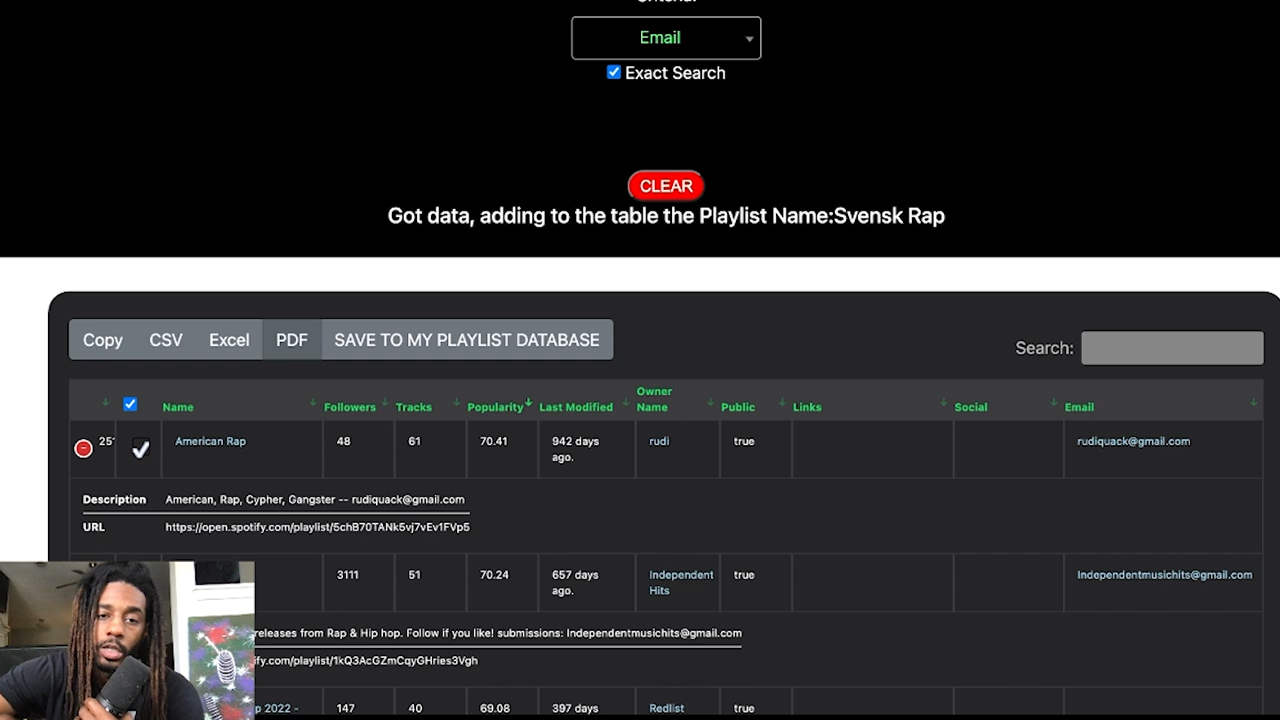 Criteria:
Email
Exact Search
CLEAR
Got data, adding to the table the Playlist Name:Svensk Rap
Copy CSV Excel PDF SAVE TO MY PLAYLIST DATABASE
Search:
Name Followers Tracks Popularity Last Modified Owner Name Public Links Social Email
American Rap 48 61 70.41 942 days ago. rudi true rudiquack@gmail.com
Description American, Rap, Cypher, Gangster -- rudiquack@gmail.com
URL https://open.spotify.com/playlist/5chB70TANk5vj7vEv1FVp5
3111 51 70.24 657 days ago. Independent Hits true Independentmusichits@gmail.com
releases from Rap & Hip hop. Follow if you like! submissions: Independentmusichits@gmail.com
ify.com/playlist/1kQ3AcGZmCqyGHries3Vgh
p 2022 - 147 40 69.08 397 days Redlist true